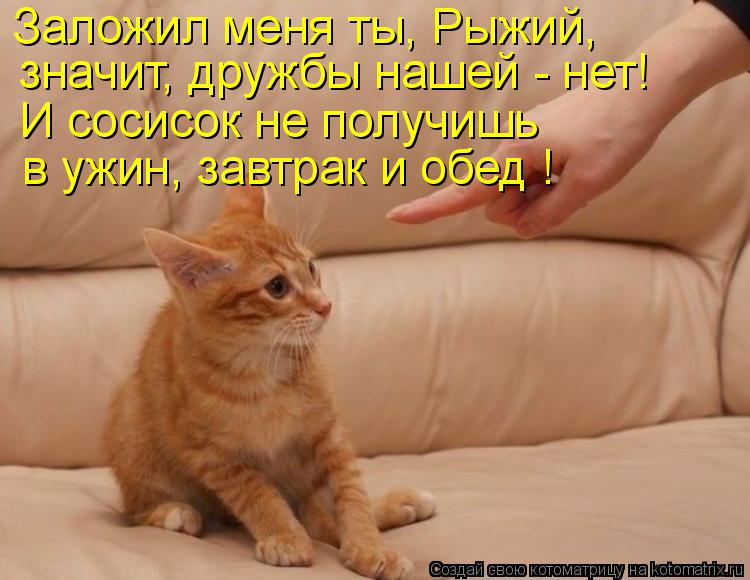 Заложил меня ты, Рыжий,
значит, дружбы нашей - нет!
И сосисок не получишь
в ужин, завтрак и обед !
Создай свою котоматрицу на kotomatrix.ru